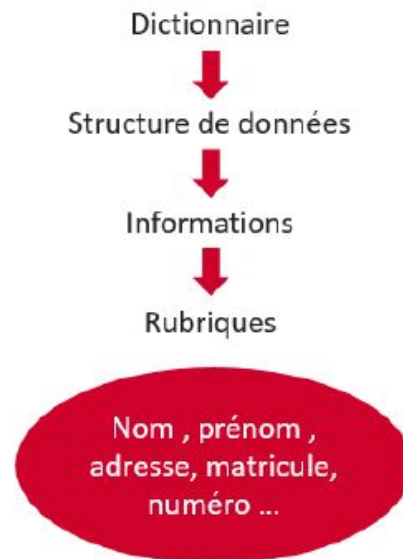 Dictionnaire
Structure de données
Informations
Rubriques
Nom , prénom ,
adresse, matricule,
numéro ...